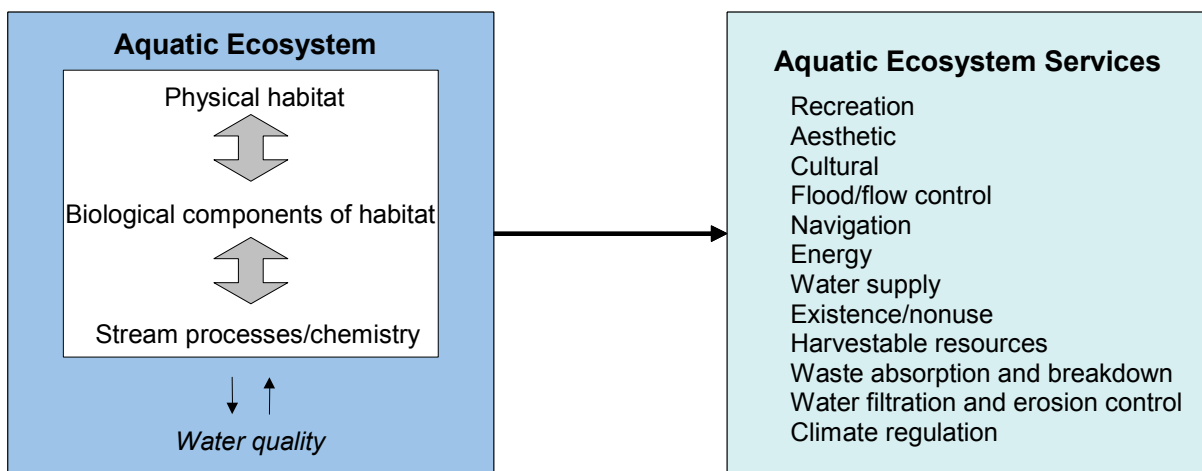 Aquatic Ecosystem
Physical habitat
Biological components of habitat
Stream processes/chemistry
Water quality
Aquatic Ecosystem Services
Recreation
Aesthetic
Cultural
Flood/flow control
Navigation
Energy
Water supply
Existence/nonuse
Harvestable resources
Waste absorption and breakdown
Water filtration and erosion control
Climate regulation